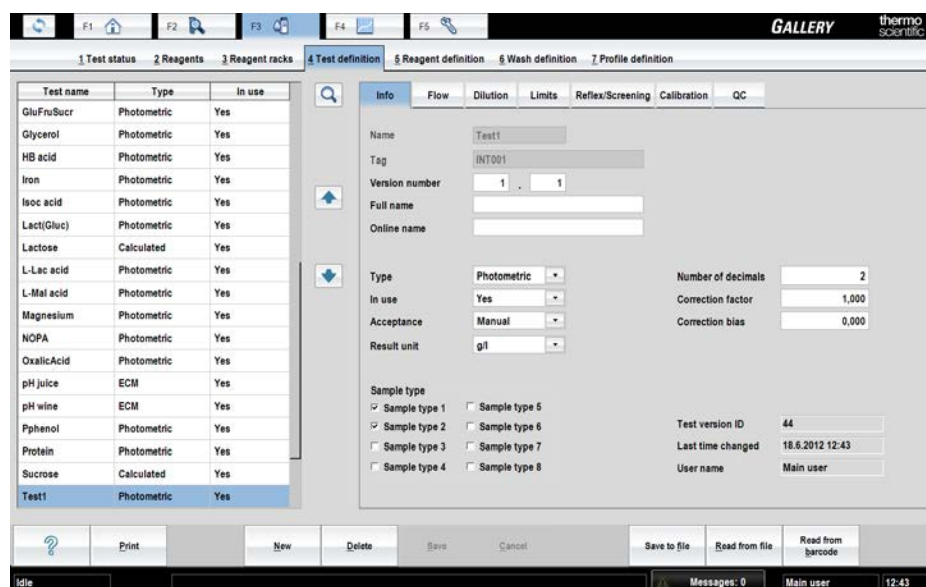 F1 F2 F3 F4 F5 GALLERY thermo scientific
1 Test status 2 Reagents 3 Reagent racks 4 Test definition 5 Reagent definition 6 Wash definition 7 Profile definition
Test name Type In use
GluFruSucr Photometric Yes
Glycerol Photometric Yes
HB acid Photometric Yes
Iron Photometric Yes
Isoc acid Photometric Yes
Lact(Gluc) Photometric Yes
Lactose Calculated Yes
L-Lac acid Photometric Yes
L-Mal acid Photometric Yes
Magnesium Photometric Yes
NOPA Photometric Yes
OxalicAcid Photometric Yes
pH juice ECM Yes
pH wine ECM Yes
Pphenol Photometric Yes
Protein Photometric Yes
Sucrose Calculated Yes
Test1 Photometric Yes
Info Flow Dilution Limits Reflex/Screening Calibration QC
Name Test1
Tag INT001
Version number 1 . 1
Full name
Online name
Type Photometric Number of decimals 2
In use Yes Correction factor 1,000
Acceptance Manual Correction bias 0,000
Result unit g/l
Sample type
Sample type 1 Sample type 5
Sample type 2 Sample type 6 Test version ID 44
Sample type 3 Sample type 7 Last time changed 18.6.2012 12:43
Sample type 4 Sample type 8 User name Main user
? Print New Delete Save Cancel Save to file Read from file Read from barcode
Idle Messages: 0 Main user 12:43